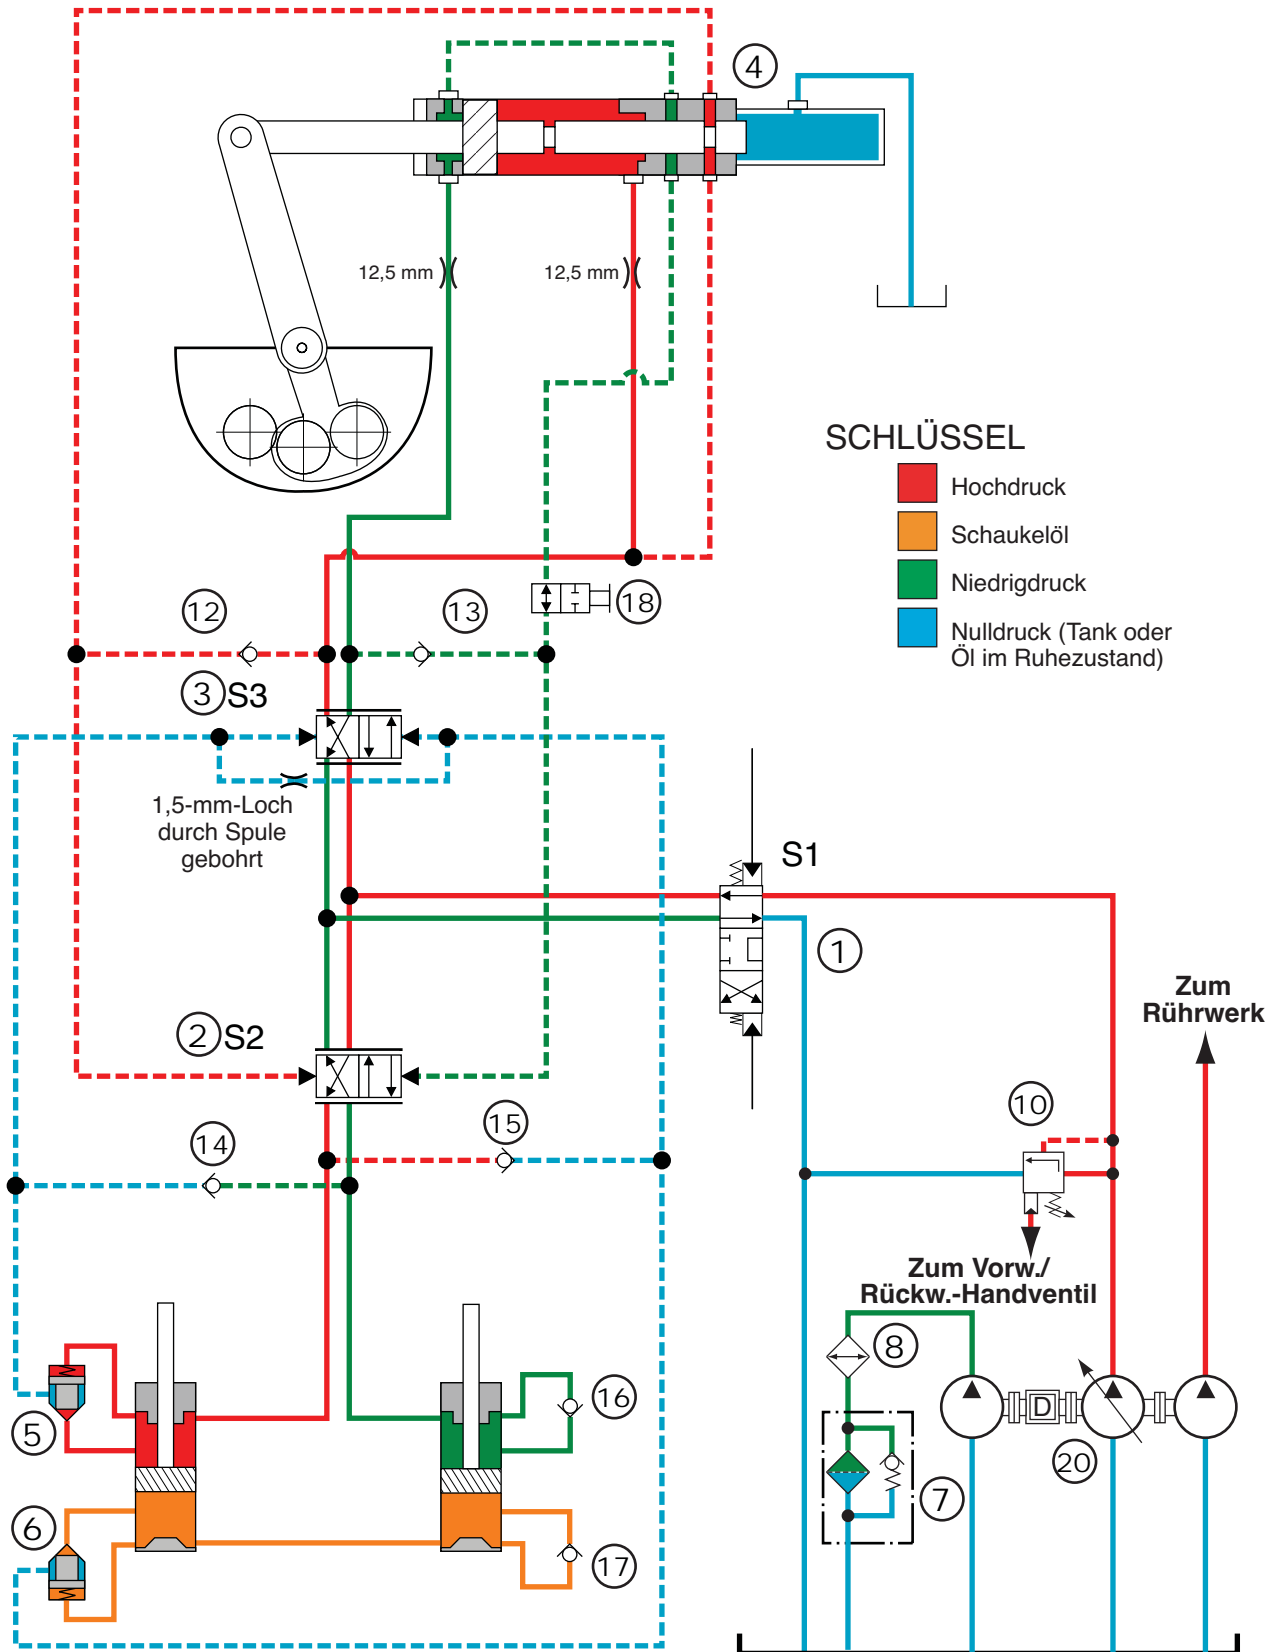 4
12,5 mm
12,5 mm
SCHLÜSSEL
Hochdruck
Schaukelöl
Niedrigdruck
Nulldruck (Tank oder
Öl im Ruhezustand)
12
13
18
3 S3
1,5-mm-Loch
durch Spule
gebohrt
S1
1
Zum
Rührwerk
2 S2
10
15
14
Zum Vorw./
Rückw.-Handventil
8
16
5
D
20
7
6
17